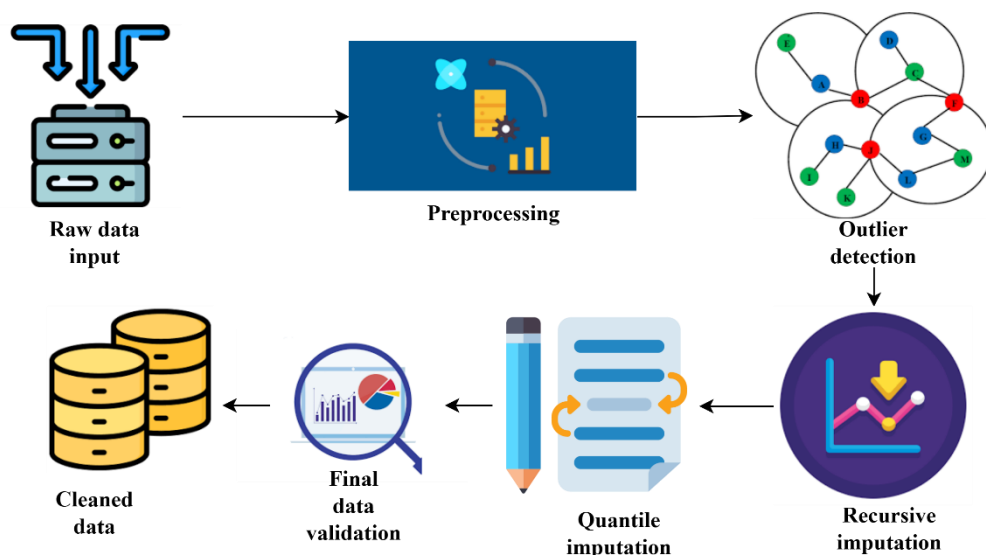 E
D
A
C
B
F
G
H
J
M
I
L
K
Raw data
input
Preprocessing
Outlier
detection
Cleaned
data
Final
data
validation
Quantile
imputation
Recursive
imputation